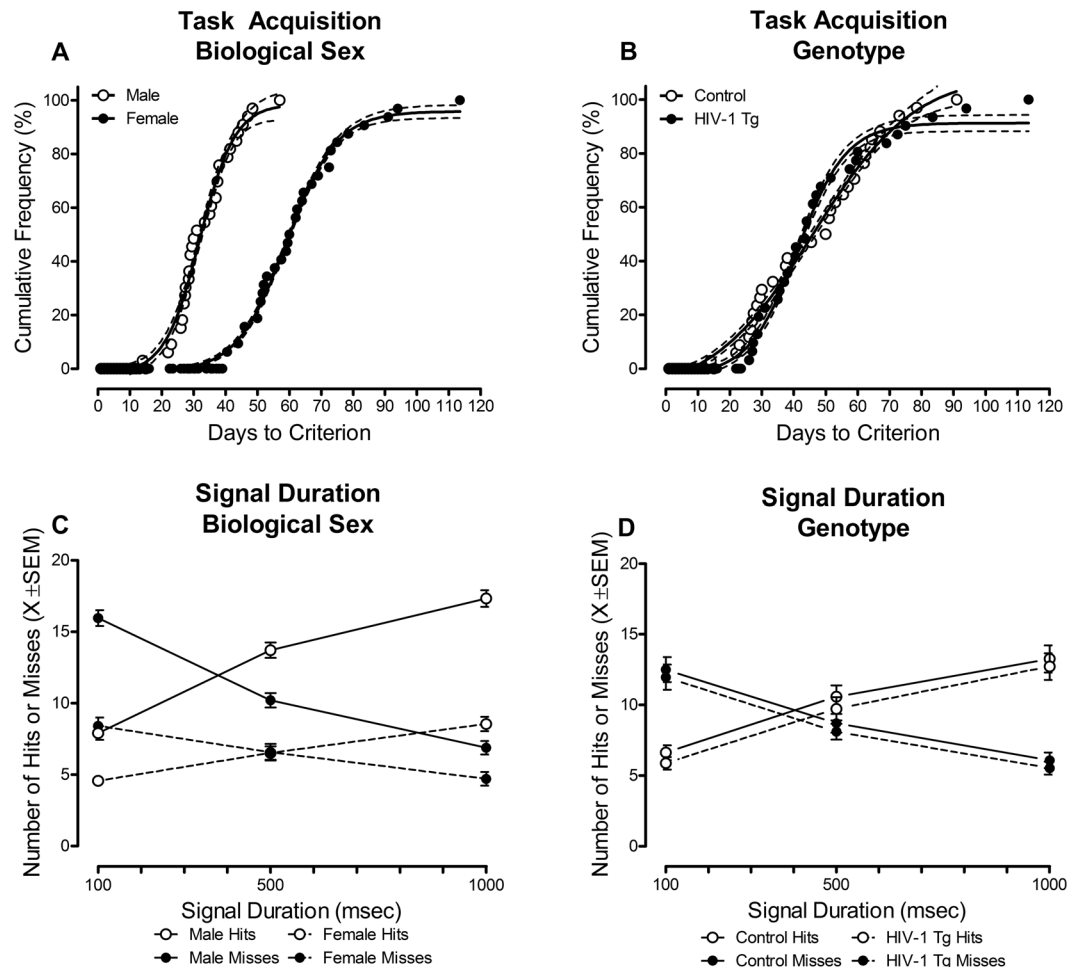 Task Acquisition
Biological Sex
A
Male
Female
Cumulative Frequency (%)
100
80
60
40
20
0
0 10 20 30 40 50 60 70 80 90 100 110 120
Days to Criterion
Task Acquisition
Genotype
B
Control
HIV-1 Tg
Cumulative Frequency (%)
100
80
60
40
20
0
0 10 20 30 40 50 60 70 80 90 100 110 120
Days to Criterion
Signal Duration
Biological Sex
C
Number of Hits or Misses (X ±SEM)
20
15
10
5
0
100 500 1000
Signal Duration (msec)
Male Hits Female Hits
Male Misses Female Misses
Signal Duration
Genotype
D
Number of Hits or Misses (X ±SEM)
20
15
10
5
0
100 500 1000
Signal Duration (msec)
Control Hits HIV-1 Tg Hits
Control Misses HIV-1 Tg Misses